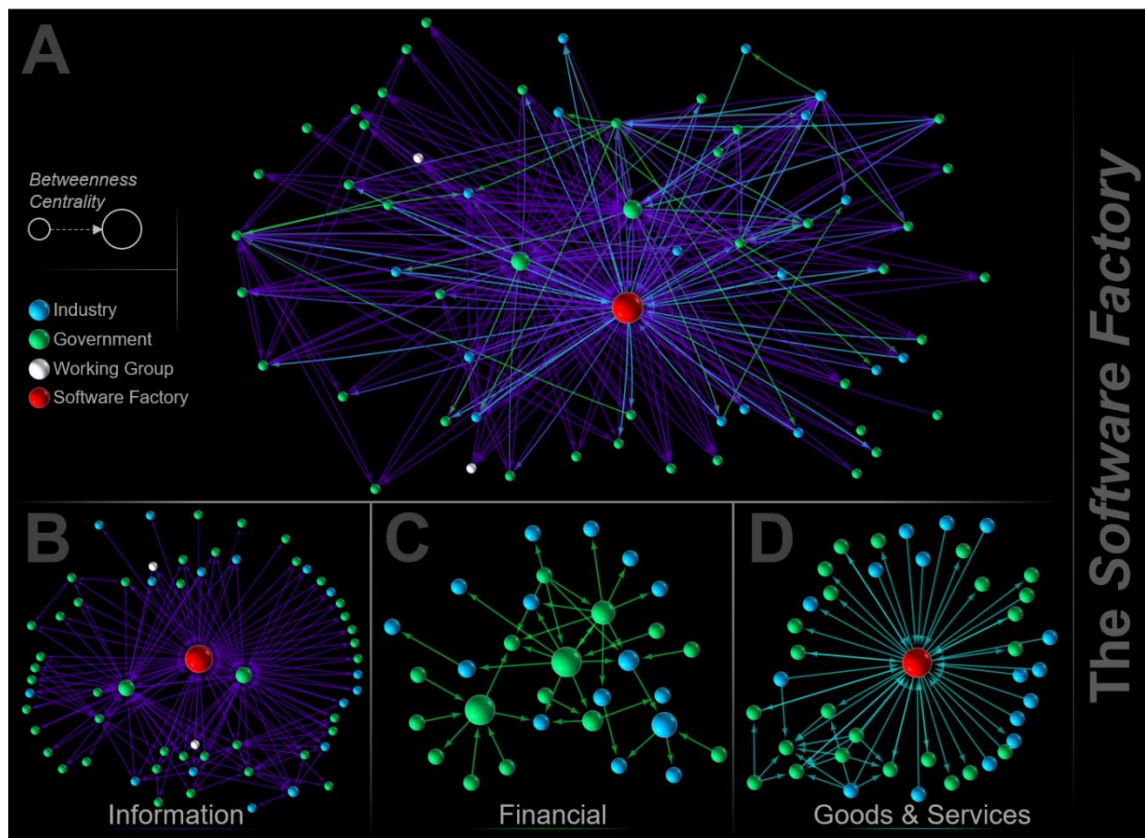 A
Betweenness
Centrality
Industry
Government
Working Group
Software Factory
B
Information
C
Financial
D
Goods & Services
The Software Factory